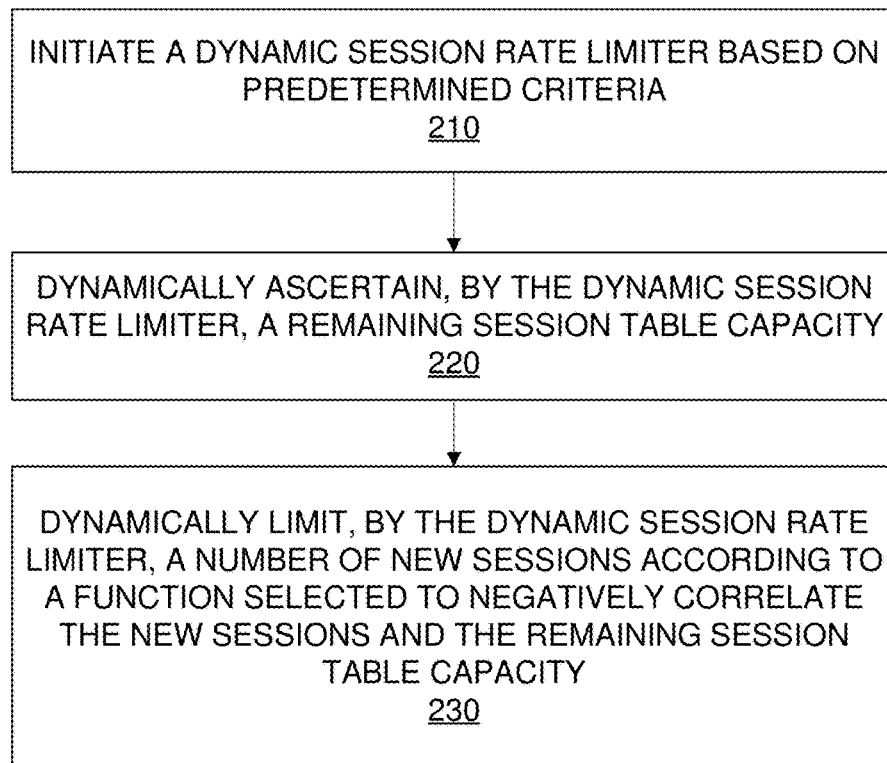 INITIATE A DYNAMIC SESSION RATE LIMITER BASED ON
PREDETERMINED CRITERIA
210
DYNAMICALLY ASCERTAIN, BY THE DYNAMIC SESSION
RATE LIMITER, A REMAINING SESSION TABLE CAPACITY
220
DYNAMICALLY LIMIT, BY THE DYNAMIC SESSION RATE
LIMITER, A NUMBER OF NEW SESSIONS ACCORDING TO
A FUNCTION SELECTED TO NEGATIVELY CORRELATE
THE NEW SESSIONS AND THE REMAINING SESSION
TABLE CAPACITY
230